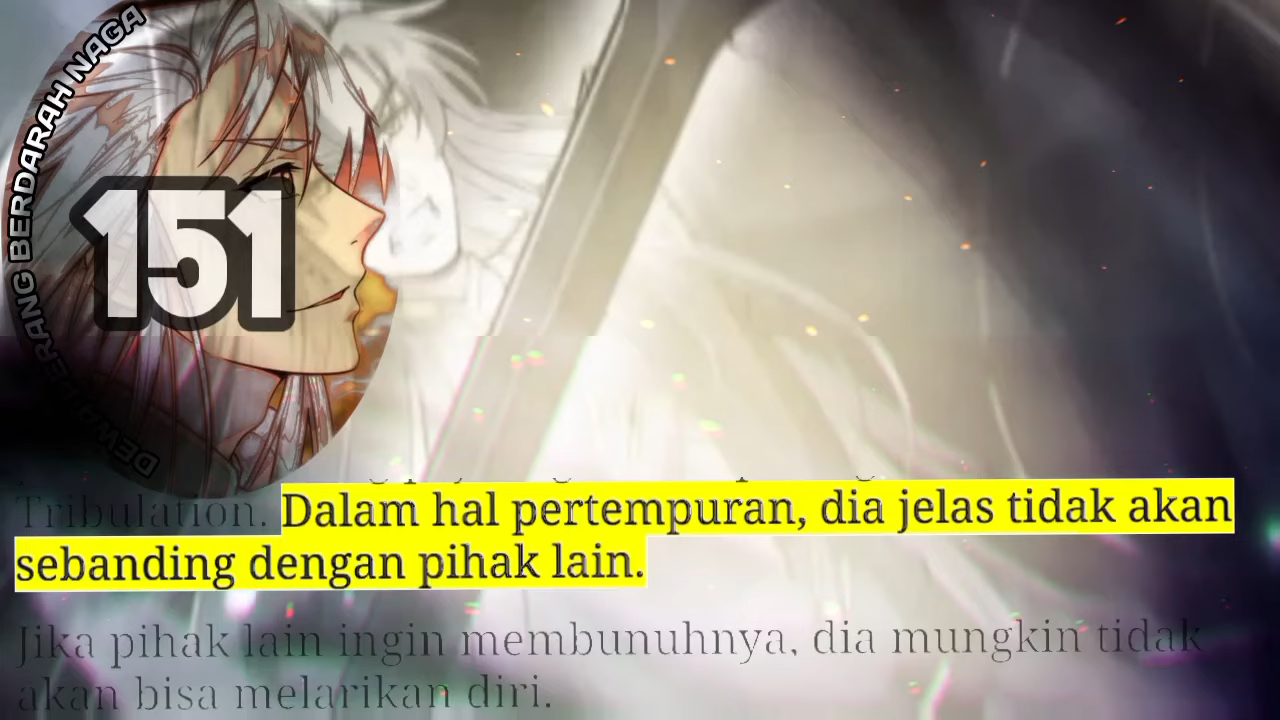 DEWA PERANG BERDARAH NAGA
151
Tribulation. Dalam hal pertempuran, dia jelas tidak akan
sebanding dengan pihak lain.
Jika pihak lain ingin membunuhnya, dia mungkin tidak
akan bisa melarikan diri.